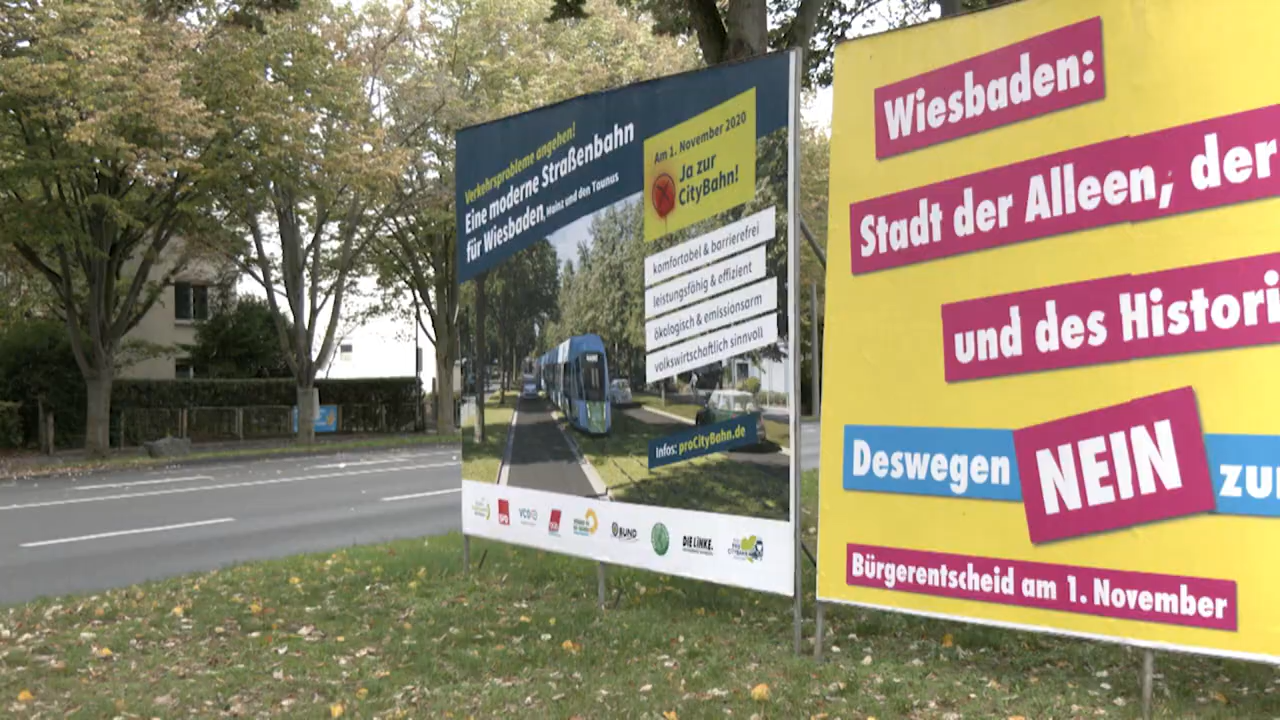 Verkehrsprobleme angehen!
Eine moderne Straßenbahn
für Wiesbaden, Mainz und den Taunus
Am 1. November 2020
Ja zur
CityBahn!
komfortabel & barrierefrei
leistungsfähig & effizient
ökologisch & emissionsarm
volkswirtschaftlich sinnvoll
Infos: proCityBahn.de
SPD
VCD
BUND
DIE LINKE.
Wiesbaden:
Stadt der Alleen, der
und des Histori
Deswegen NEIN zu
Bürgerentscheid am 1. November